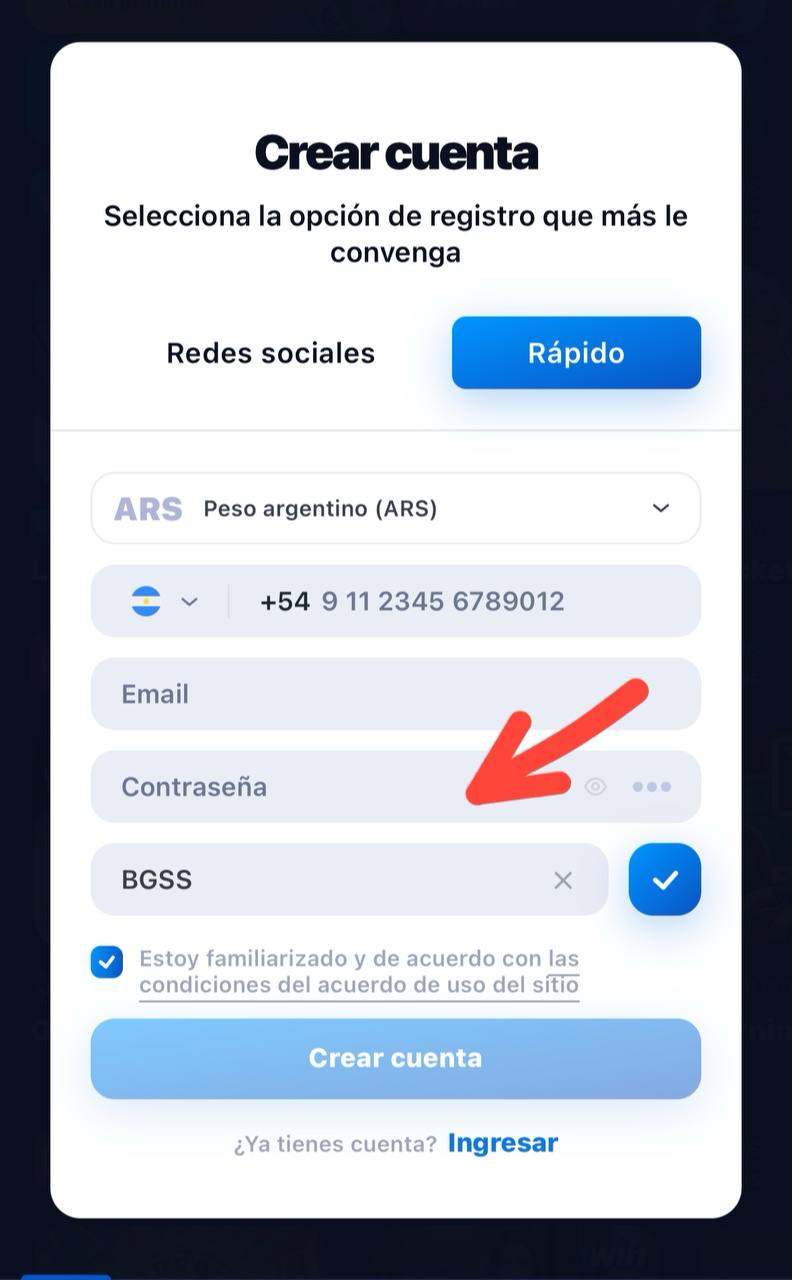 Crear cuenta
Selecciona la opción de registro que más le
convenga
Redes sociales
Rápido
ARS Peso argentino (ARS)
+54 9 11 2345 6789012
Email
Contraseña
BGSS
Estoy familiarizado y de acuerdo con las
condiciones del acuerdo de uso del sitio
Crear cuenta
¿Ya tienes cuenta? Ingresar